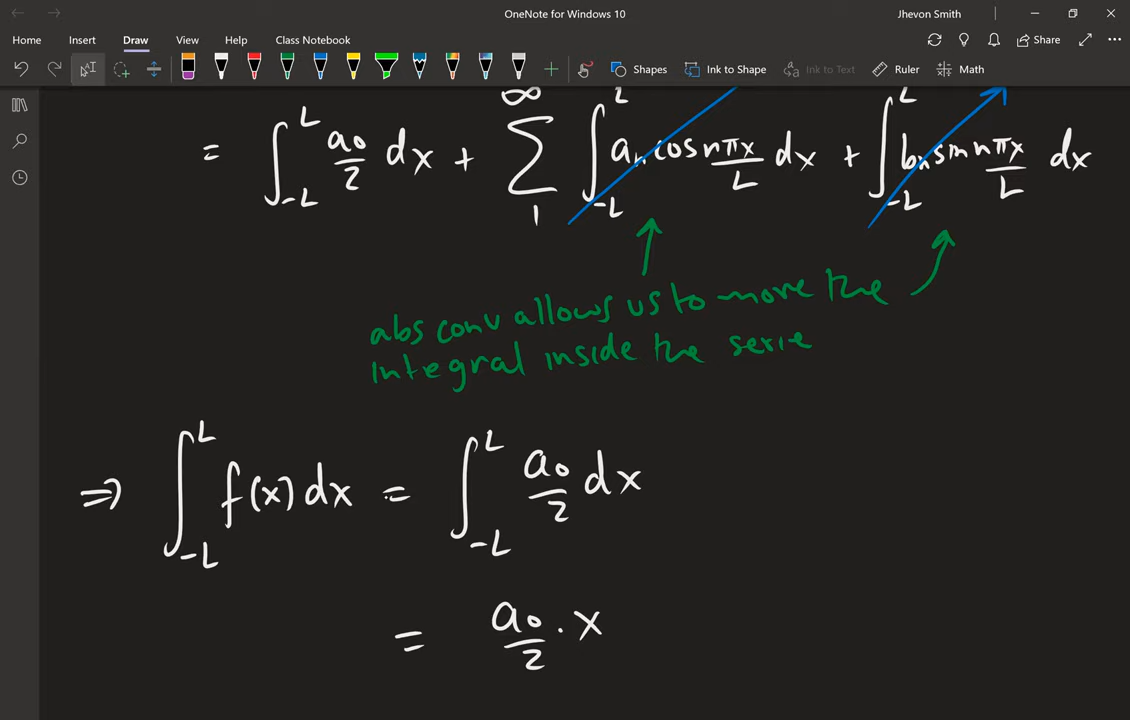 OneNote for Windows 10
Jhevon Smith
Home Insert Draw View Help Class Notebook
Share
Shapes Ink to Shape Ink to Text Ruler Math
= ∫_{-L}^{L} a₀/2 dx + ∑_{1}^{∞} ∫_{-L}^{L} aₙ cos nπx/L dx + ∫_{-L}^{L} bₙ sin nπx/L dx
abs conv allows us to move the
integral inside the serie
⇒ ∫_{-L}^{L} f(x) dx = ∫_{-L}^{L} a₀/2 dx
= a₀/2 · x